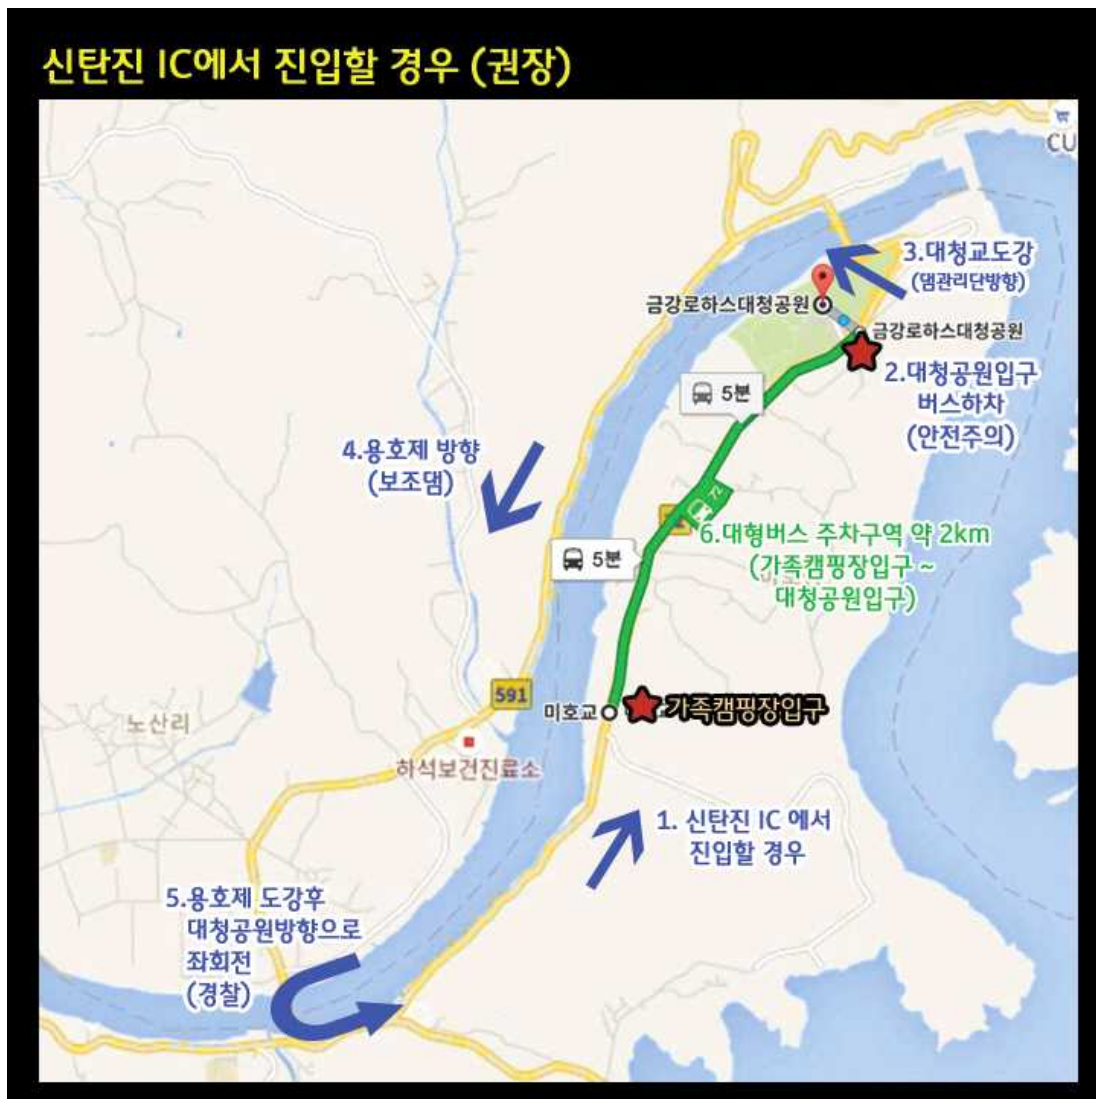 신탄진 IC에서 진입할 경우 (권장)
CU
3.대청교도강
(댐관리단방향)
금강로하스대청공원
금강로하스대청공원
2.대청공원입구
버스하차
(안전주의)
5분
4.용호제 방향
(보조댐)
72
6.대형버스 주차구역 약 2km
(가족캠핑장입구 ~
대청공원입구)
5분
591
미호교
가족캠핑장입구
노산리
하석보건진료소
1. 신탄진 IC 에서
진입할 경우
5.용호제 도강후
대청공원방향으로
좌회전
(경찰)